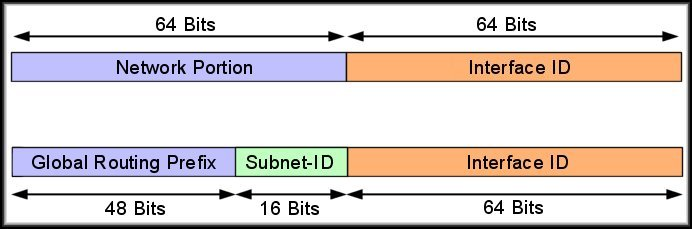 64 Bits 64 Bits
Network Portion Interface ID
Global Routing Prefix Subnet-ID Interface ID
48 Bits 16 Bits 64 Bits